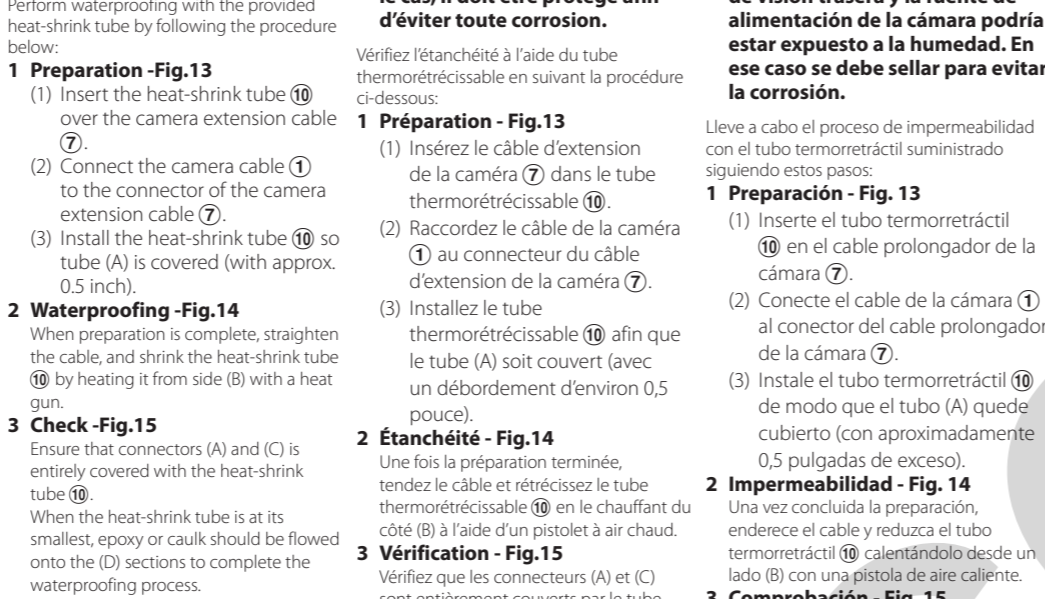 Perform waterproofing with the provided
heat-shrink tube by following the procedure
below:
1 Preparation -Fig.13
(1) Insert the heat-shrink tube ⑩
over the camera extension cable
⑦.
(2) Connect the camera cable ①
to the connector of the camera
extension cable ⑦.
(3) Install the heat-shrink tube ⑩ so
tube (A) is covered (with approx.
0.5 inch).
2 Waterproofing -Fig.14
When preparation is complete, straighten
the cable, and shrink the heat-shrink tube
⑩ by heating it from side (B) with a heat
gun.
3 Check -Fig.15
Ensure that connectors (A) and (C) is
entirely covered with the heat-shrink
tube ⑩.
When the heat-shrink tube is at its
smallest, epoxy or caulk should be flowed
onto the (D) sections to complete the
waterproofing process.
le cas, il doit être protégé afin
d'éviter toute corrosion.
Vérifiez l'étanchéité à l'aide du tube
thermorétrécissable en suivant la procédure
ci-dessous:
1 Préparation - Fig.13
(1) Insérez le câble d'extension
de la caméra ⑦ dans le tube
thermorétrécissable ⑩.
(2) Raccordez le câble de la caméra
① au connecteur du câble
d'extension de la caméra ⑦.
(3) Installez le tube
thermorétrécissable ⑩ afin que
le tube (A) soit couvert (avec
un débordement d'environ 0,5
pouce).
2 Étanchéité - Fig.14
Une fois la préparation terminée,
tendez le câble et rétrécissez le tube
thermorétrécissable ⑩ en le chauffant du
côté (B) à l'aide d'un pistolet à air chaud.
3 Vérification - Fig.15
Vérifiez que les connecteurs (A) et (C)
sont entièrement couverts par le tube
de visión trasera y la fuente de
alimentación de la cámara podría
estar expuesto a la humedad. En
ese caso se debe sellar para evitar
la corrosión.
Lleve a cabo el proceso de impermeabilidad
con el tubo termorretráctil suministrado
siguiendo estos pasos:
1 Preparación - Fig. 13
(1) Inserte el tubo termorretráctil
⑩ en el cable prolongador de la
cámara ⑦.
(2) Conecte el cable de la cámara ①
al conector del cable prolongador
de la cámara ⑦.
(3) Instale el tubo termorretráctil ⑩
de modo que el tubo (A) quede
cubierto (con aproximadamente
0,5 pulgadas de exceso).
2 Impermeabilidad - Fig. 14
Una vez concluida la preparación,
enderece el cable y reduzca el tubo
termorretráctil ⑩ calentándolo desde un
lado (B) con una pistola de aire caliente.
3 Comprobación - Fig. 15